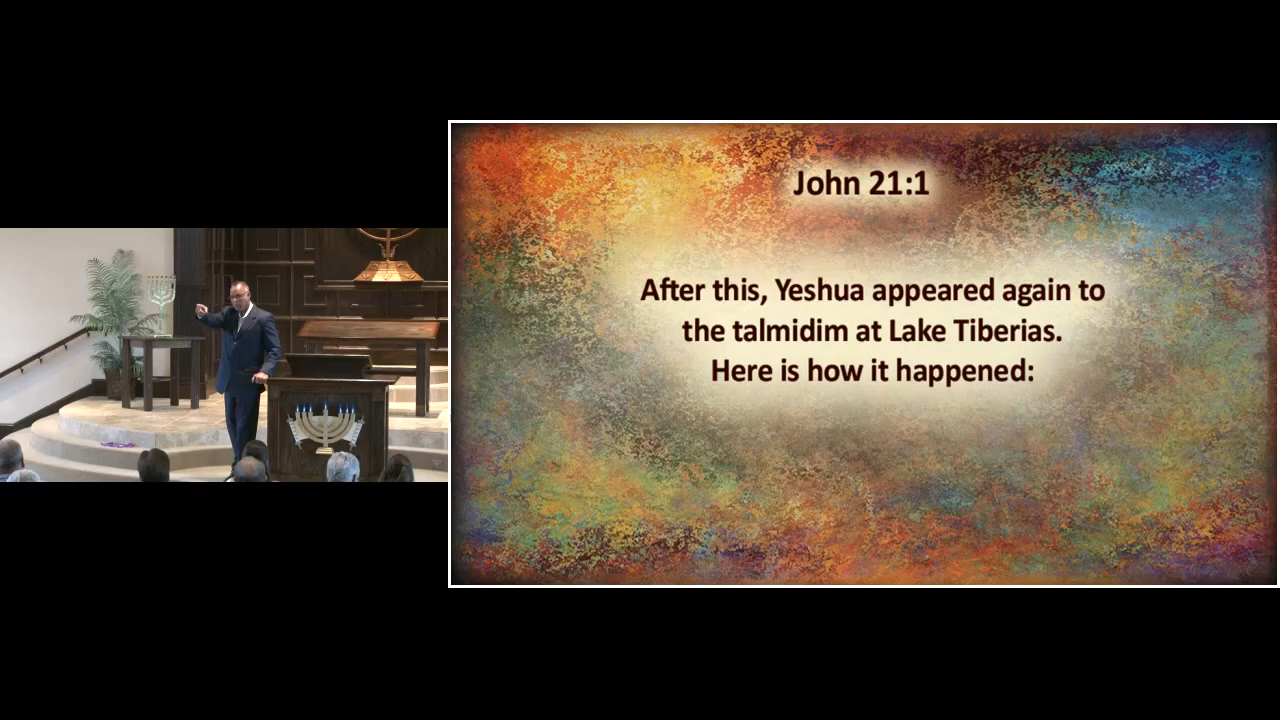 John 21:1
After this, Yeshua appeared again to
the talmidim at Lake Tiberias.
Here is how it happened: